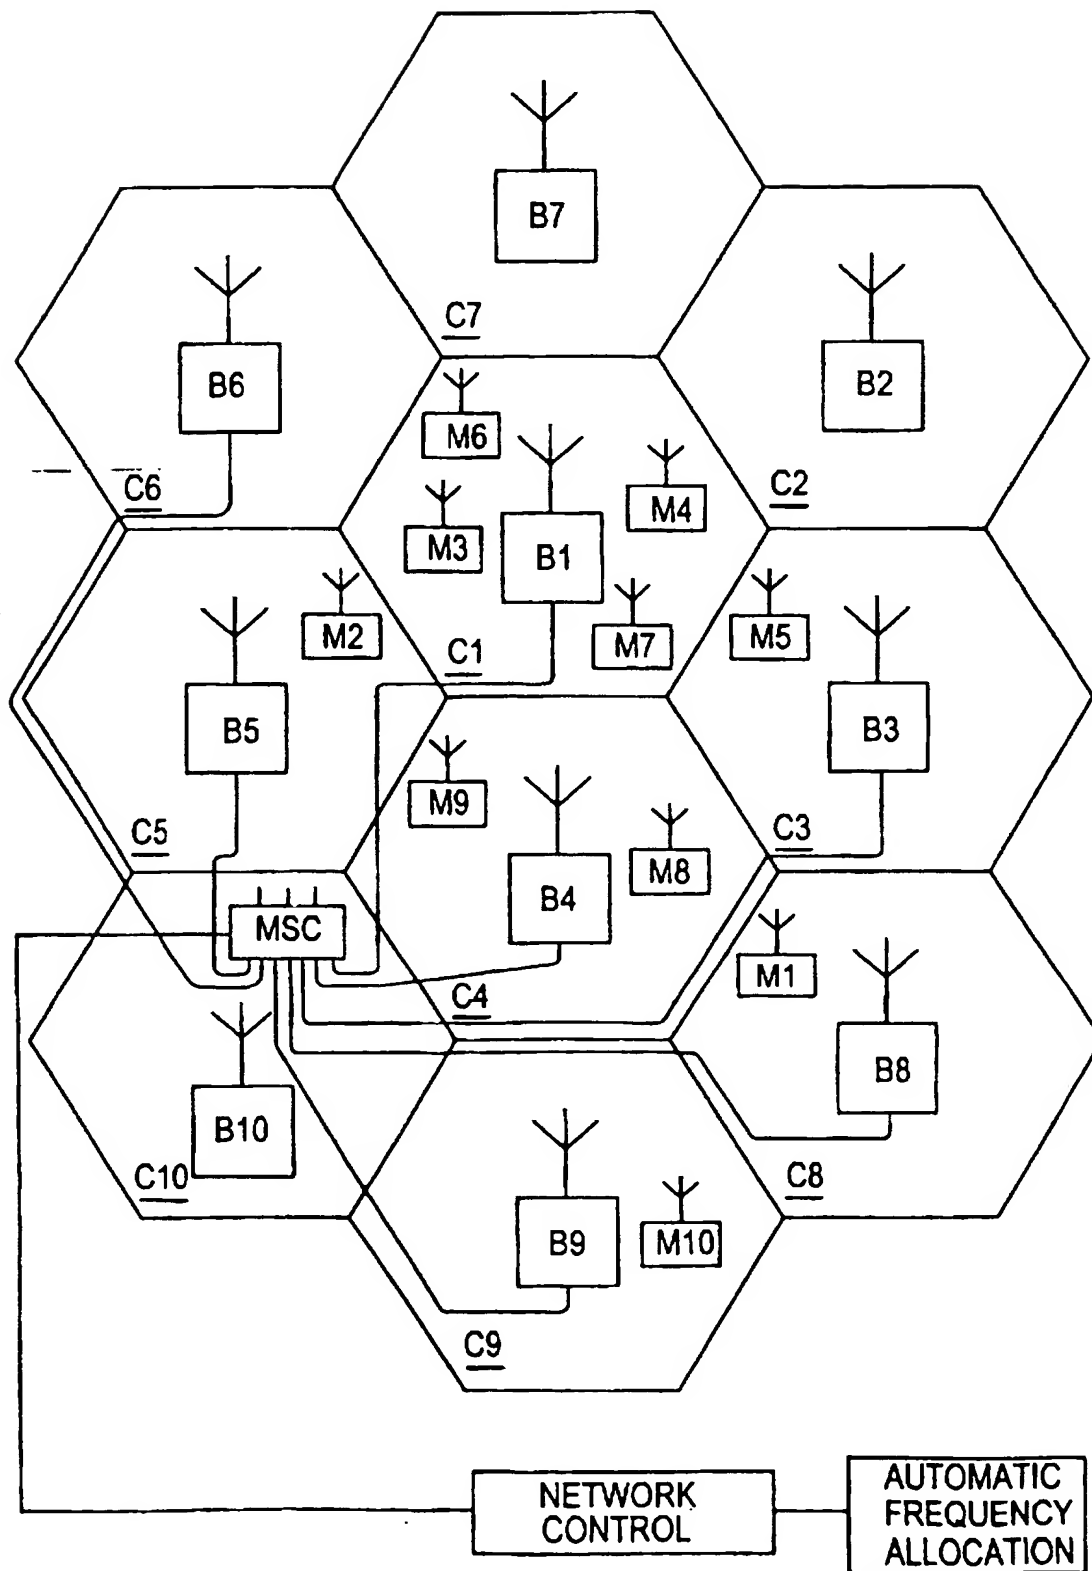 B7
C7
B6
B2
M6
C6
C2
M4
M3
B1
M2
M7
M5
C1
B5
B3
M9
C5
C3
M8
B4
MSC
M1
C4
B8
B10
C10
C8
B9
M10
C9
NETWORK
CONTROL
AUTOMATIC
FREQUENCY
ALLOCATION